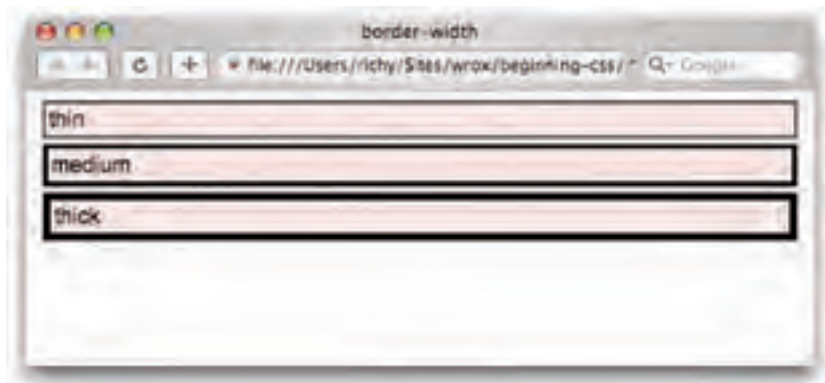 border-width
file:///Users/richy/Sites/wrox/beginning-css/
Google
thin
medium
thick